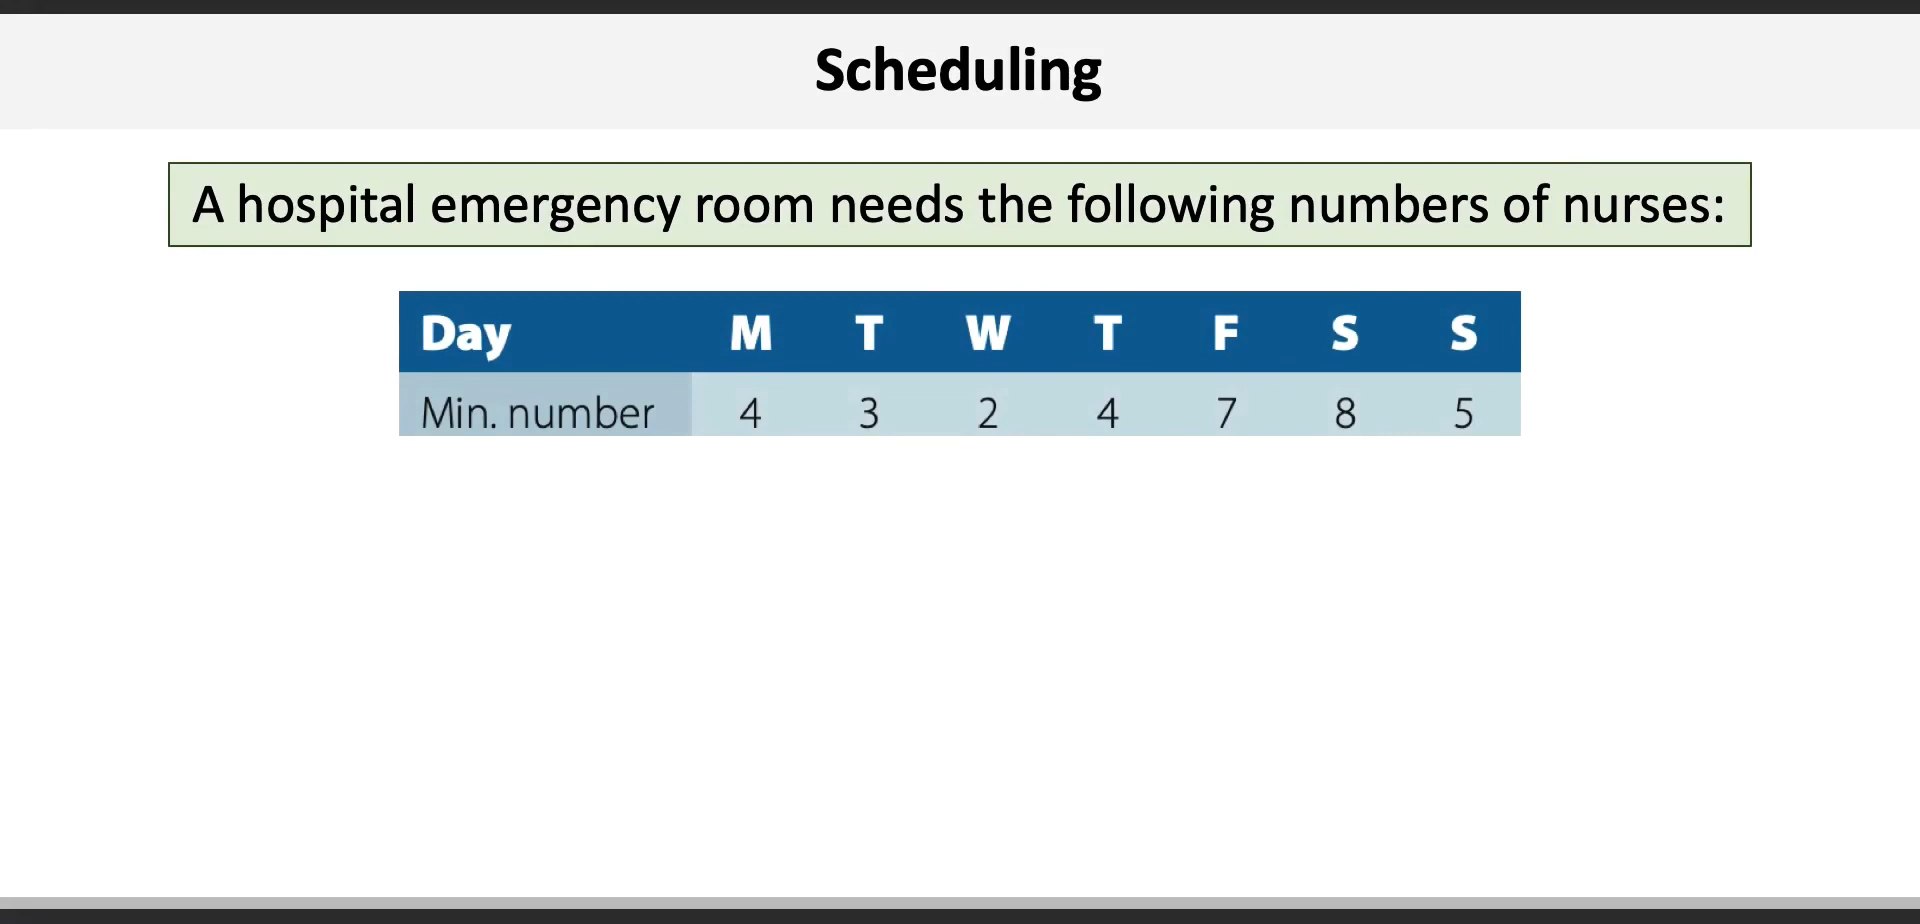 Scheduling
A hospital emergency room needs the following numbers of nurses:
Day M T W T F S S
Min. number 4 3 2 4 7 8 5